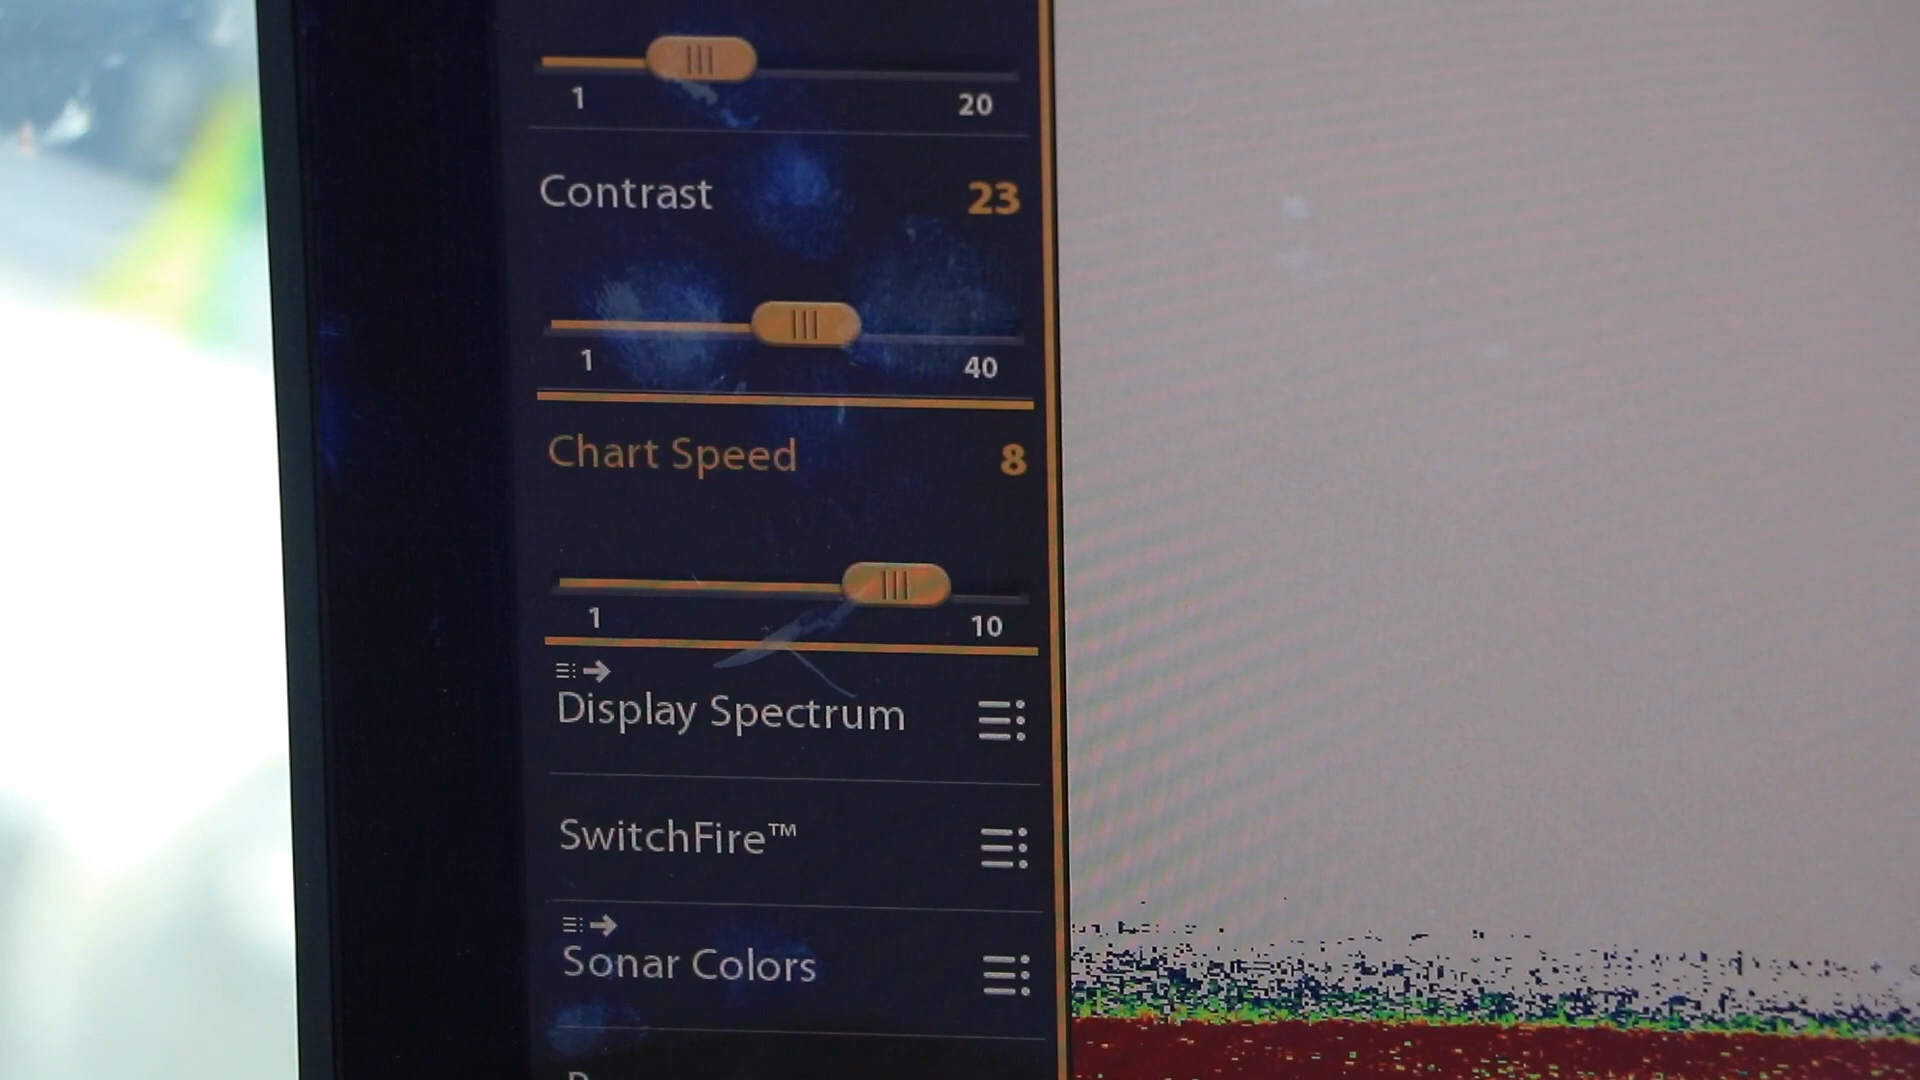 1 20
Contrast 23
1 40
Chart Speed 8
1 10
Display Spectrum
SwitchFire™
Sonar Colors